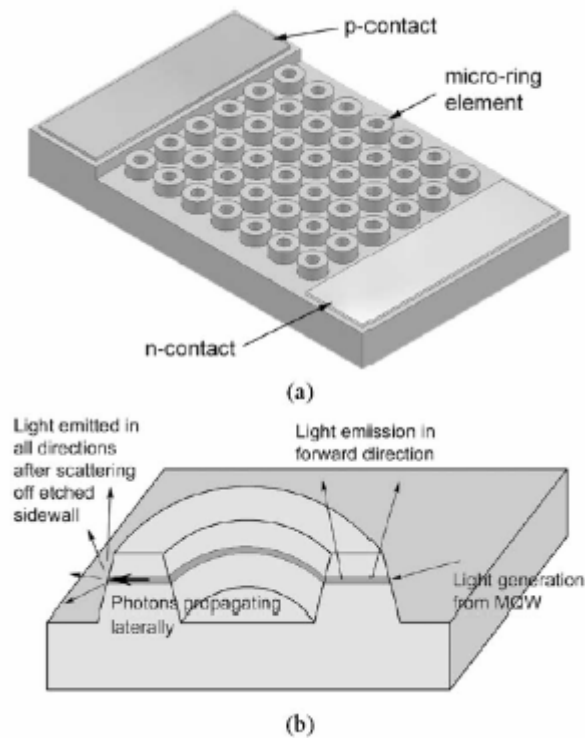 p-contact
micro-ring
element
n-contact
(a)
Light emitted in
all directions
after scattering
off etched
sidewall
Light emiission in
forward direction
Photons propagating
laterally
Light generation
from MQW
(b)